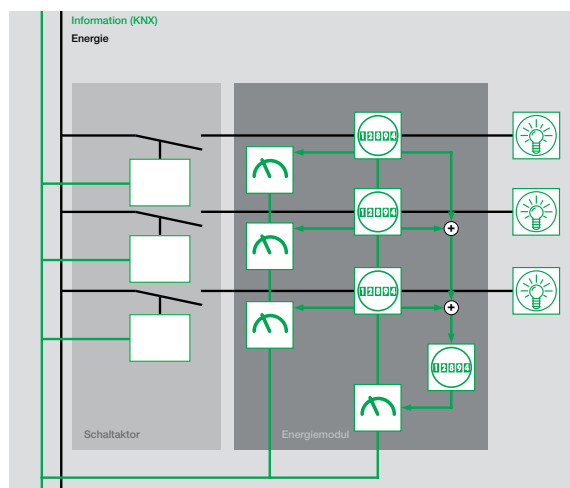 Information (KNX)
Energie
12894
12894
12894
12894
Schaltaktor
Energiemodul